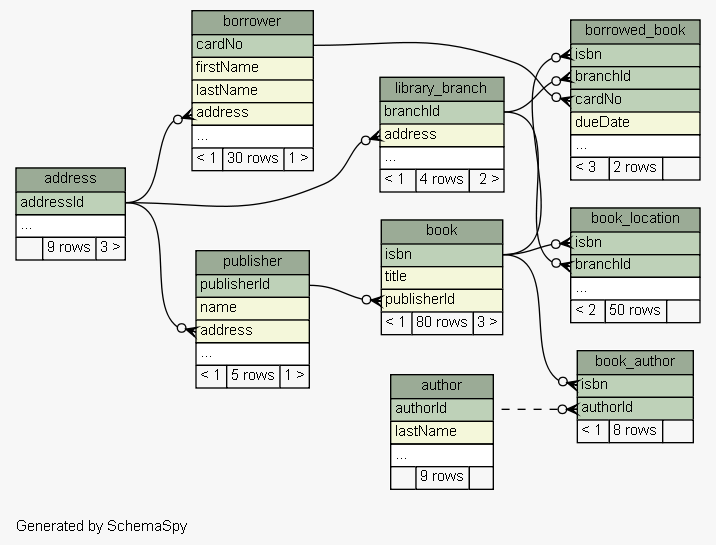 borrower
cardNo
firstName
lastName
address
...
< 1 30 rows 1 >
borrowed_book
isbn
branchId
cardNo
dueDate
...
< 3 2 rows
library_branch
branchId
address
...
< 1 4 rows 2 >
address
addressId
...
9 rows 3 >
book
isbn
title
publisherId
< 1 80 rows 3 >
book_location
isbn
branchId
...
< 2 50 rows
publisher
publisherId
name
address
...
< 1 5 rows 1 >
book_author
isbn
authorId
< 1 8 rows
author
authorId
lastName
...
9 rows
Generated by SchemaSpy